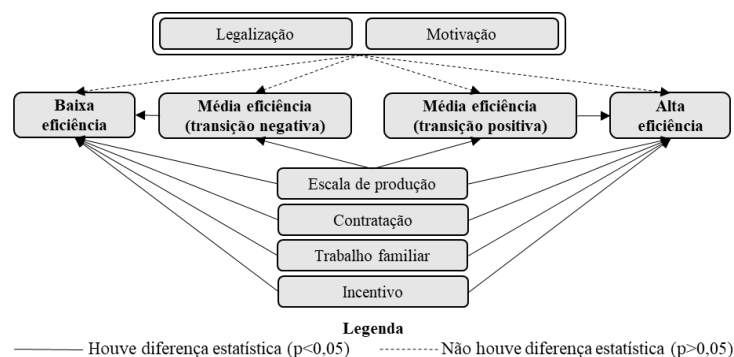 Legalização Motivação
Baixa Média eficiência Média eficiência Alta
eficiência (transição negativa) (transição positiva) eficiência
Escala de produção
Contratação
Trabalho familiar
Incentivo
Legenda
Houve diferença estatística (p<0,05) Não houve diferença estatística (p>0,05)